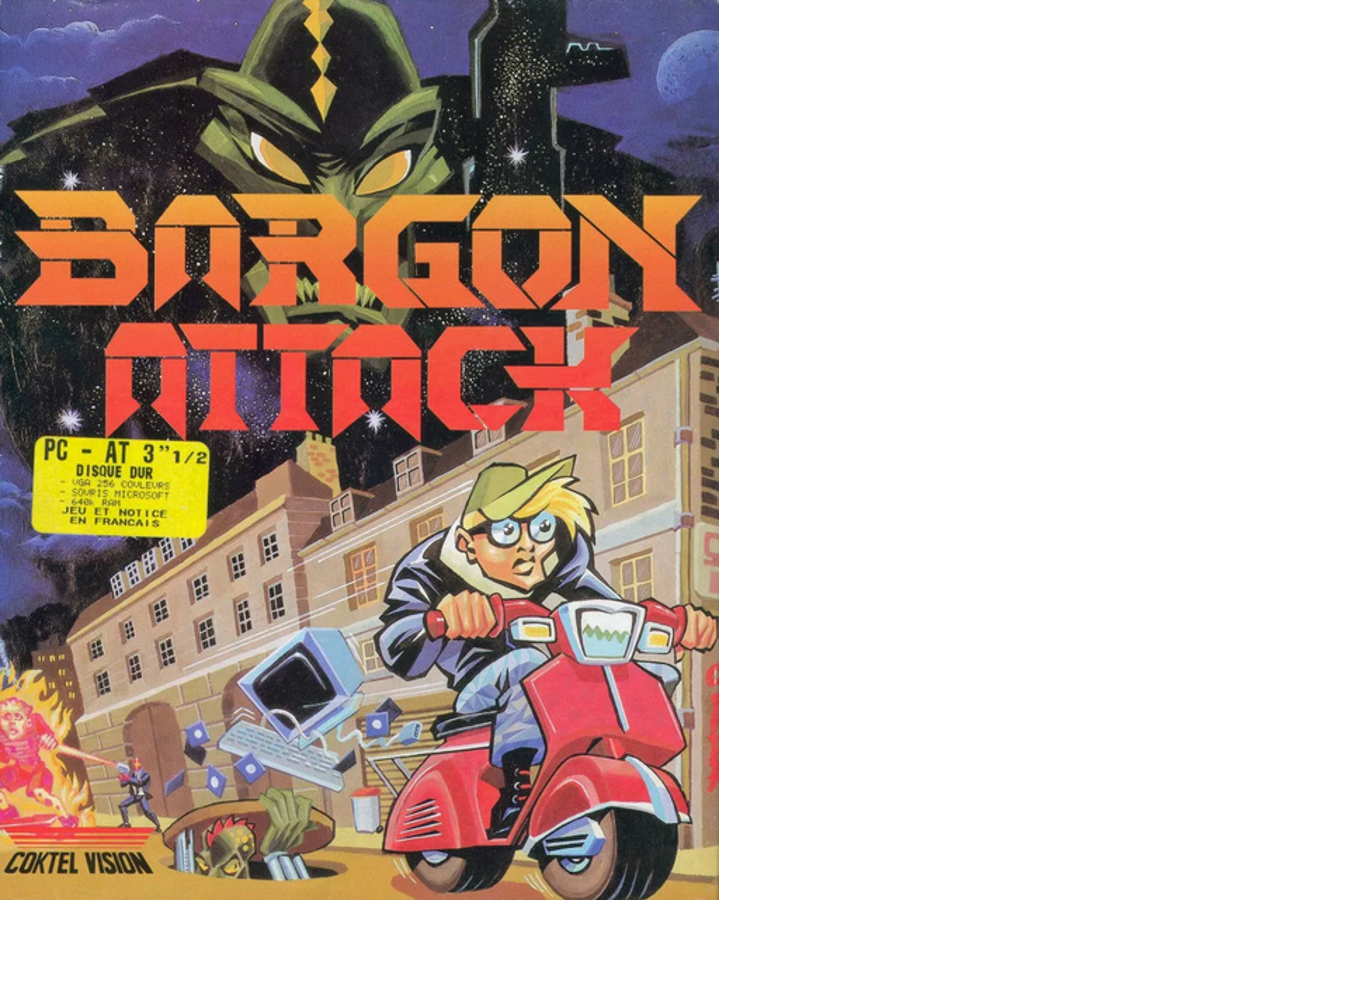 BARGON
ATTACK
PC - AT 3" 1/2
DISQUE DUR
- VGA 256 COULEURS
- SOURIS MICROSOFT
- 640k RAM
JEU ET NOTICE
EN FRANCAIS
COKTEL VISION